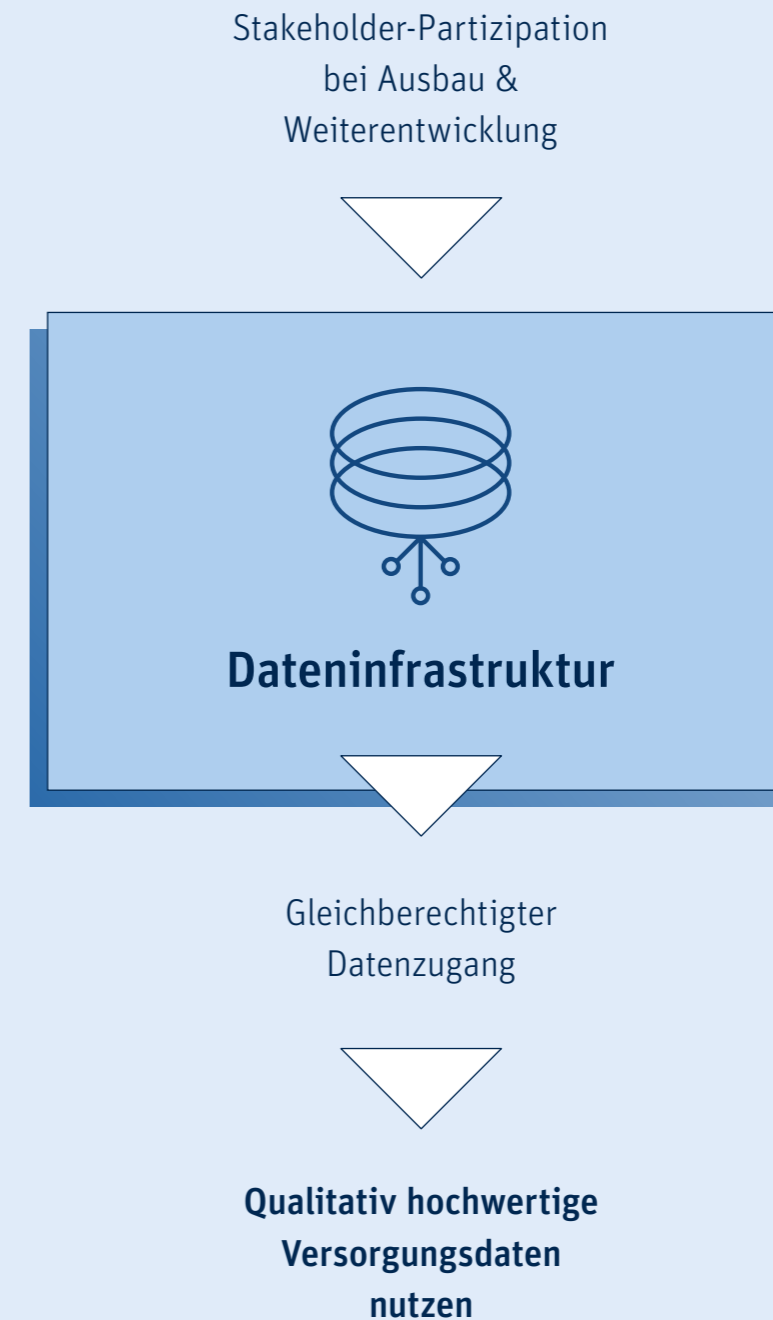 Stakeholder-Partizipation
bei Ausbau &
Weiterentwicklung
Dateninfrastruktur
Gleichberechtigter
Datenzugang
Qualitativ hochwertige
Versorgungsdaten
nutzen